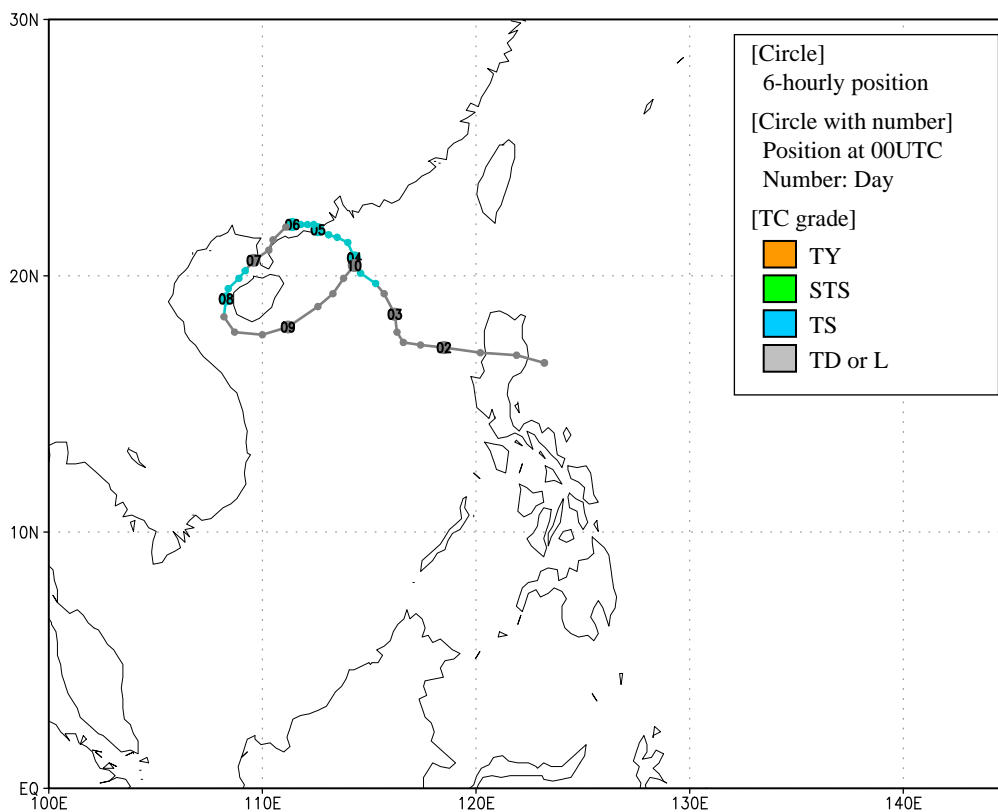 30N
[Circle]
6-hourly position
[Circle with number]
Position at 00UTC
Number: Day
[TC grade]
TY
STS
TS
TD or L
06
05
07
04
10
20N
08
03
09
02
10N
EQ
100E
110E
120E
130E
140E